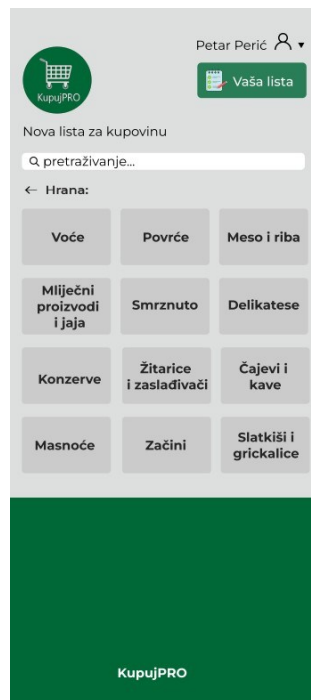 Petar Perić
KupujPRO
Vaša lista
Nova lista za kupovinu
pretraživanje...
← Hrana:
Voće
Povrće
Meso i riba
Mliječni
proizvodi
i jaja
Smrznuto
Delikatese
Konzerve
Žitarice
i zaslađivači
Čajevi i
kave
Masnoće
Začini
Slatkiši i
grickalice
KupujPRO